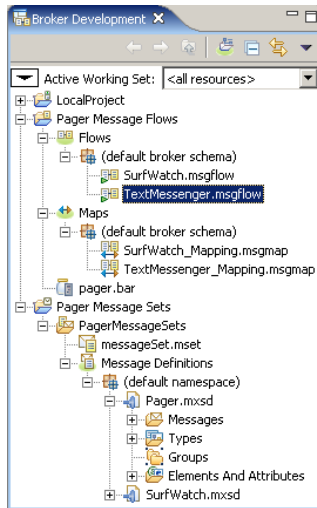 Broker Development
Active Working Set: <all resources>
LocalProject
Pager Message Flows
Flows
(default broker schema)
SurfWatch.msgflow
TextMessenger.msgflow
Maps
(default broker schema)
SurfWatch_Mapping.msgmap
TextMessenger_Mapping.msgmap
pager.bar
Pager Message Sets
PagerMessageSets
messageSet.mset
Message Definitions
(default namespace)
Pager.mxsd
Messages
Types
Groups
Elements And Attributes
SurfWatch.mxsd